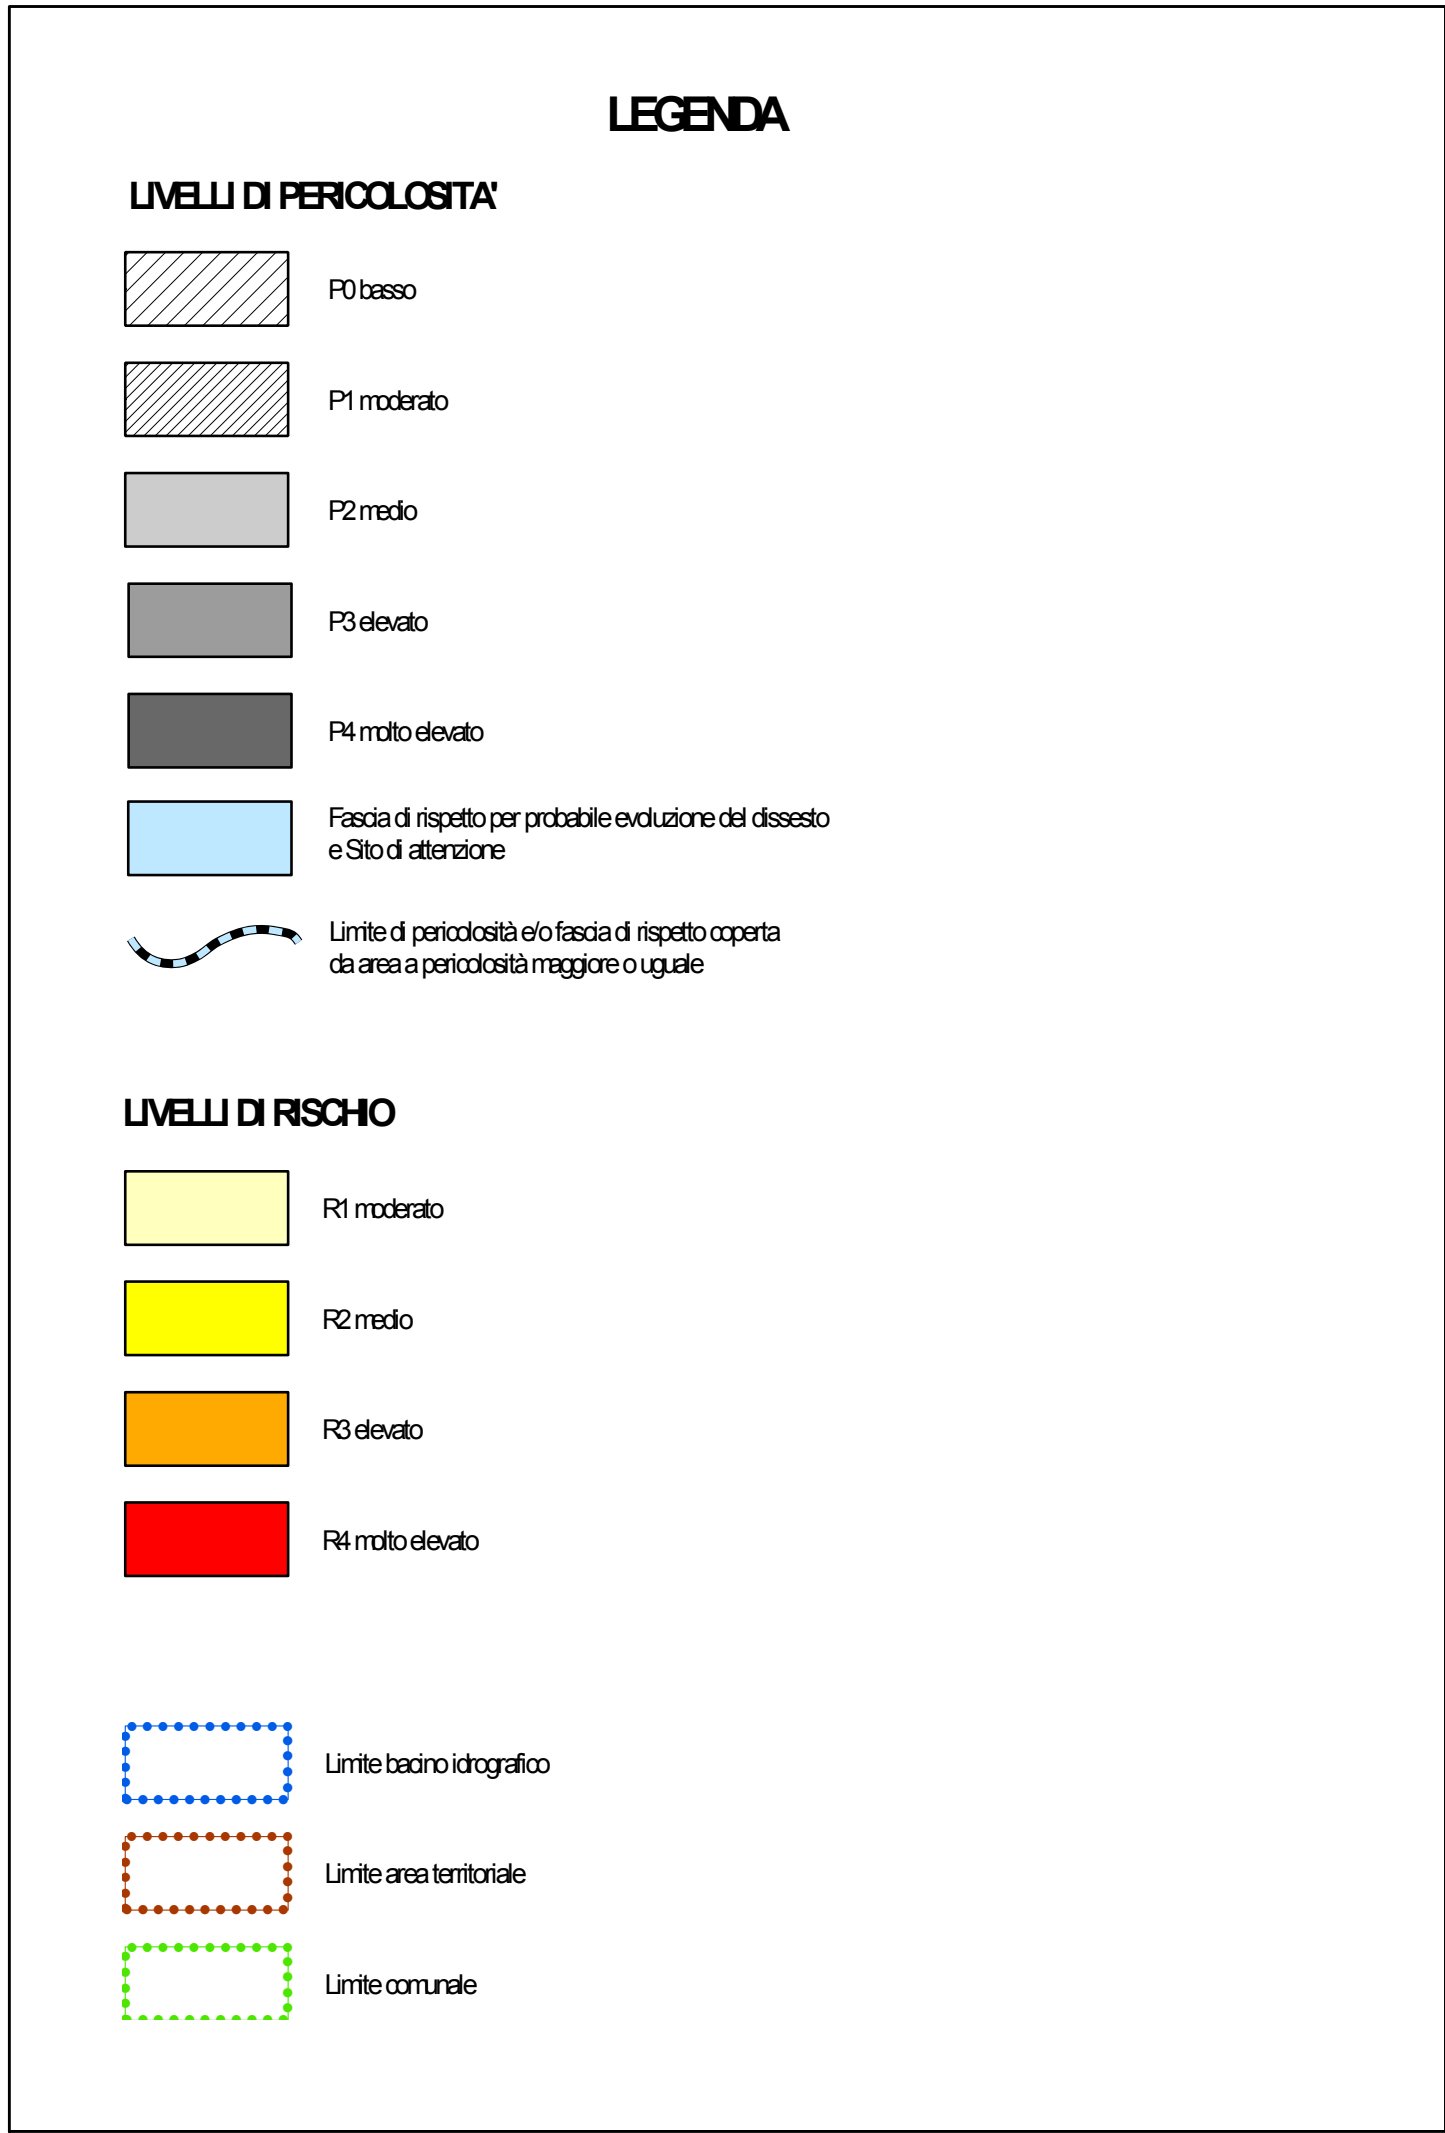 LEGENDA
LIVELLI DI PERICOLOSITA'
P0 basso
P1 moderato
P2 medio
P3 elevato
P4 molto elevato
Fascia di rispetto per probabile evoluzione del dissesto
e Sito di attenzione
Limite di pericolosità e/o fascia di rispetto coperta
da area a pericolosità maggiore o uguale
LIVELLI DI RISCHIO
R1 moderato
R2 medio
R3 elevato
R4 molto elevato
Limite bacino idrografico
Limite area territoriale
Limite comunale